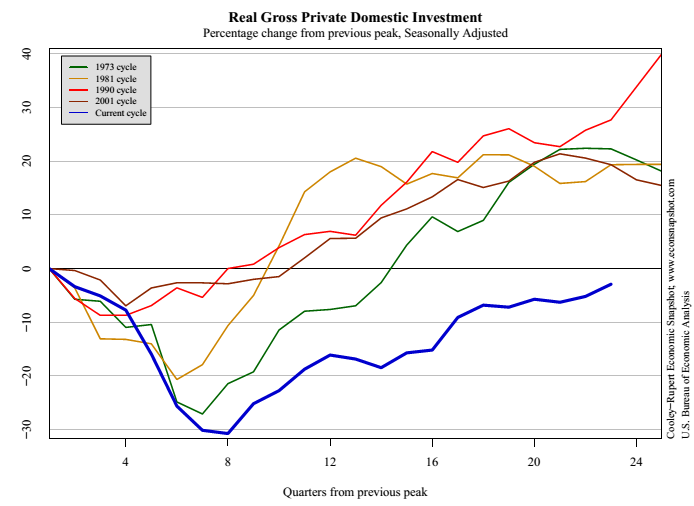 Real Gross Private Domestic Investment
Percentage change from previous peak, Seasonally Adjusted
40
30
20
10
0
−10
−20
−30
1973 cycle
1981 cycle
1990 cycle
2001 cycle
Current cycle
4
8
12
16
20
24
Quarters from previous peak
Cooley−Rupert Economic Snapshot; www.econsnapshot.com
U.S. Bureau of Economic Analysis